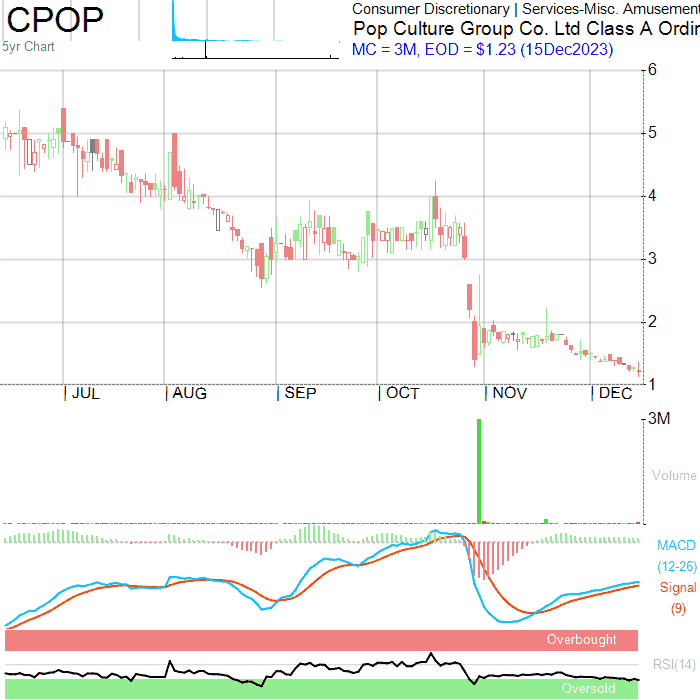 CPOP
5yr Chart
Consumer Discretionary | Services-Misc. Amusement
Pop Culture Group Co. Ltd Class A Ordin
MC = 3M, EOD = $1.23 (15Dec2023)
6
5
4
3
2
1
| JUL | AUG | SEP | OCT | NOV | DEC
3M
Volume
MACD
(12-26)
Signal
(9)
Overbought
RSI(14)
Oversold